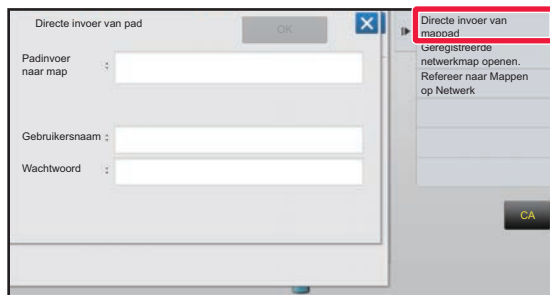 Directe invoer van pad
OK
Padinvoer
naar map :
Gebruikersnaam :
Wachtwoord :
Directe invoer van
mappad
Geregistreerde
netwerkmap openen.
Refereer naar Mappen
op Netwerk
CA